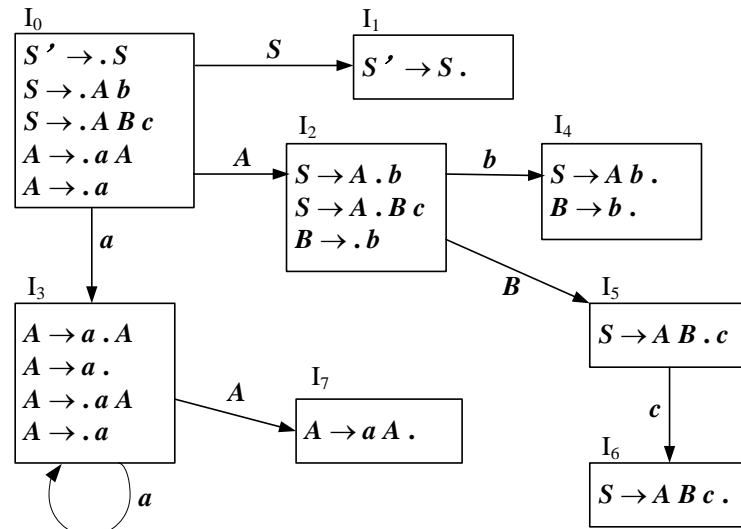 I0
S' → . S
S → . A b
S → . A B c
A → . a A
A → . a
S
I1
S' → S .
A
I2
S → A . b
S → A . B c
B → . b
b
I4
S → A b .
B → b .
a
B
I3
A → a . A
A → a .
A → . a A
A → . a
I5
S → A B . c
A
I7
A → a A .
c
a
I6
S → A B c .